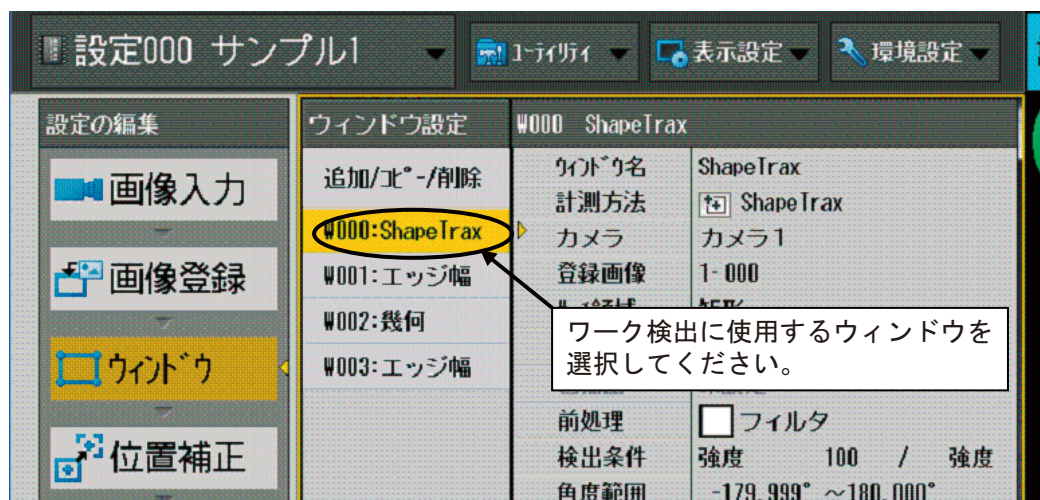 設定000 サンプル1
ユーティリティ
表示設定
環境設定
設定の編集
画像入力
画像登録
ウィンドウ
位置補正
ウィンドウ設定
追加/コピー/削除
W000:ShapeTrax
W001:エッジ幅
W002:幾何
W003:エッジ幅
W000 ShapeTrax
ウィンドウ名 ShapeTrax
計測方法 ShapeTrax
カメラ カメラ1
登録画像 1-000
ワーク検出に使用するウィンドウを
選択してください。
前処理 フィルタ
検出条件 強度 100 / 強度
角度範囲 -179.999° ～180.000°